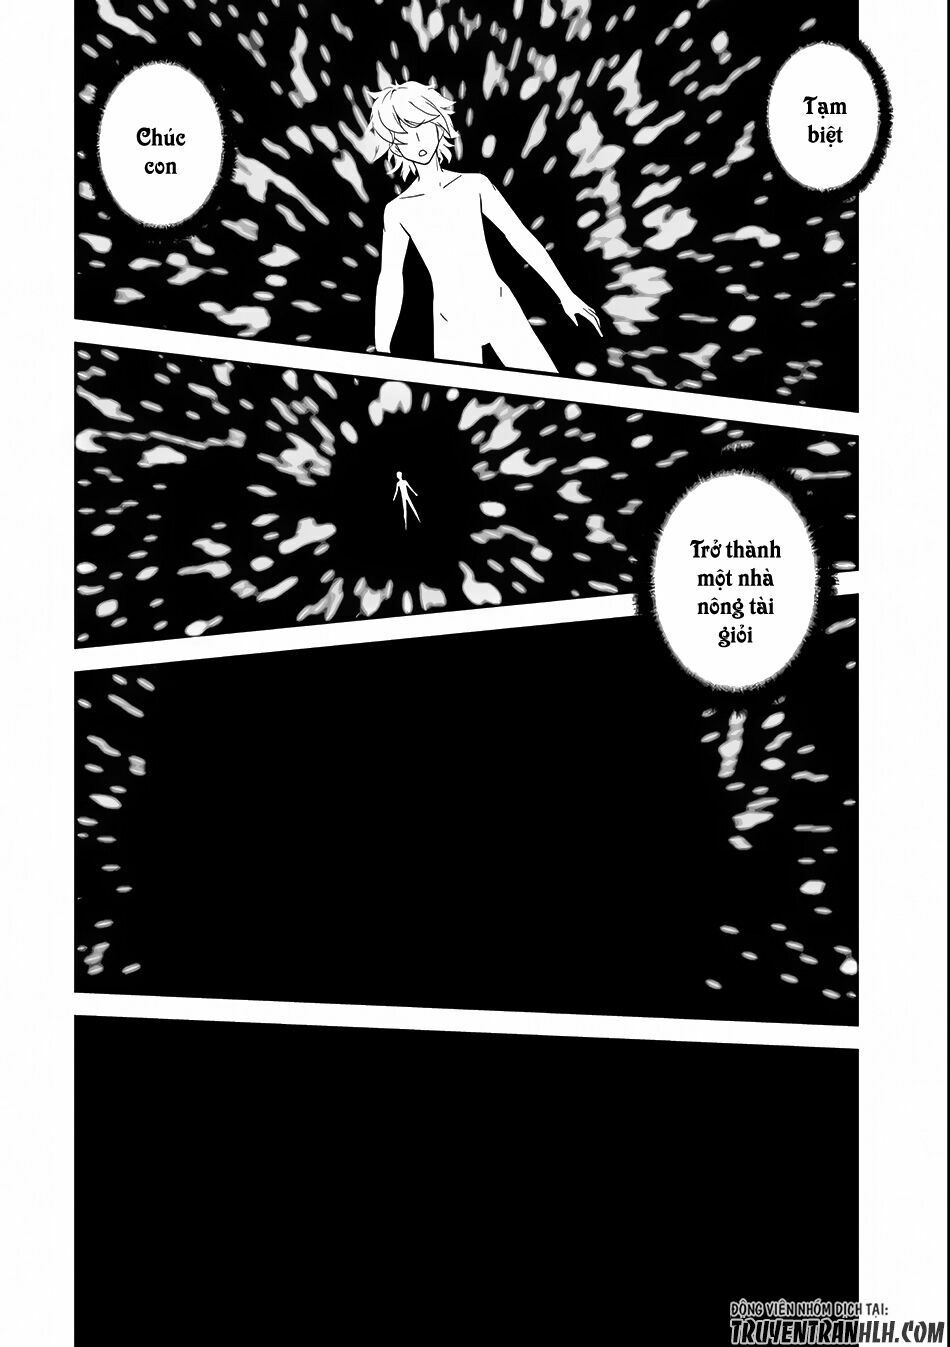 Tạm
biệt
Chúc
con
Trở thành
một nhà
nông tài
giỏi
ĐỘNG VIÊN NHÓM DỊCH TẠI:
TRUYENTRANHLH.COM